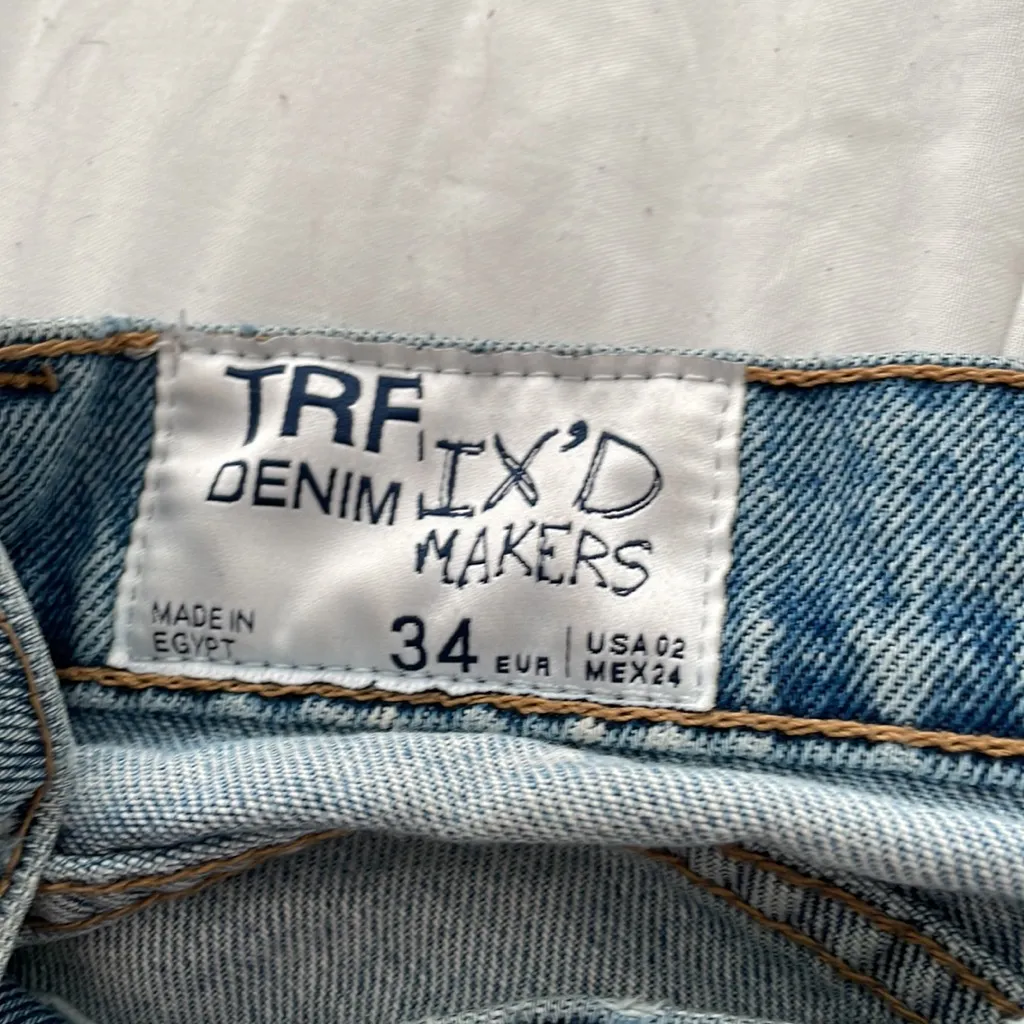 TRF
DENIM
IX'D
MAKERS
MADE IN
EGYPT
34 EUR
USA 02
MEX 24